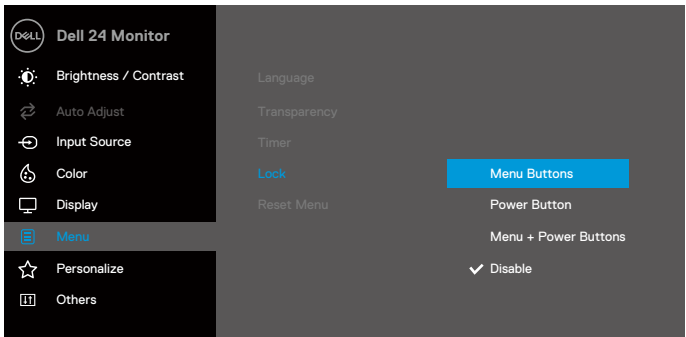 DELL Dell 24 Monitor
Brightness / Contrast
Auto Adjust
Input Source
Color
Display
Menu
Personalize
Others
Language
Transparency
Timer
Lock
Reset Menu
Menu Buttons
Power Button
Menu + Power Buttons
Disable